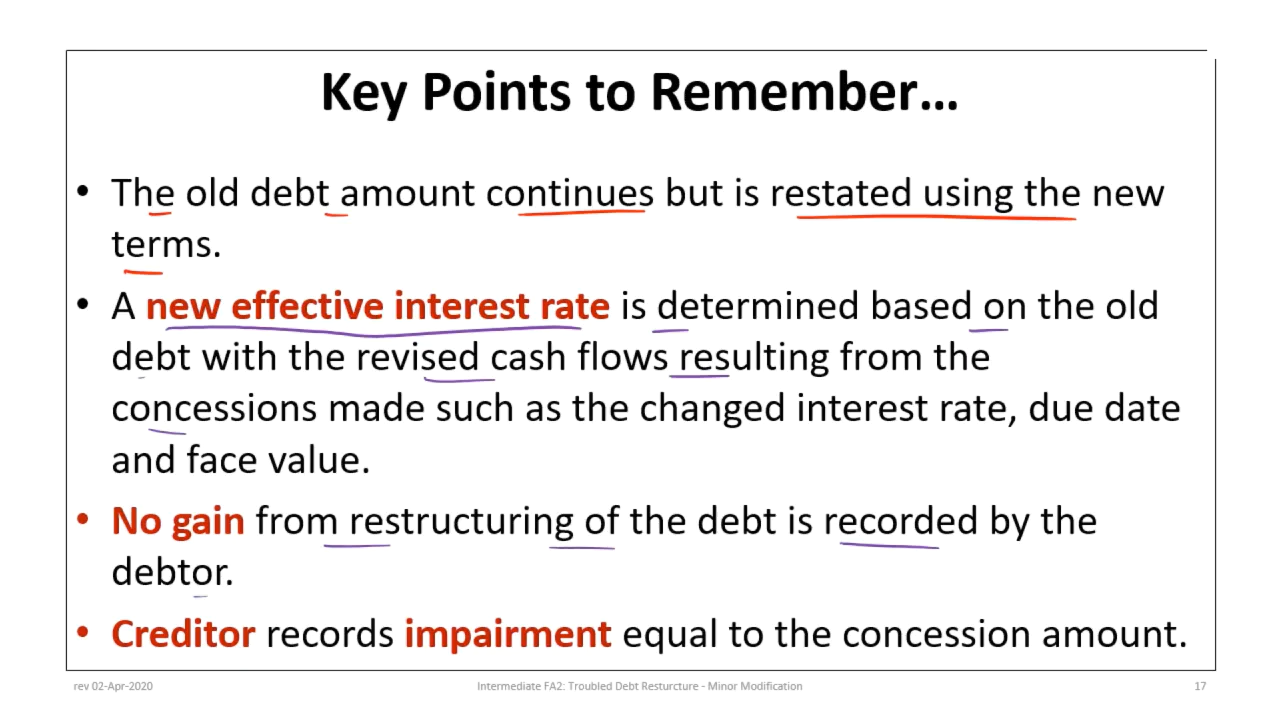 Key Points to Remember...
• The old debt amount continues but is restated using the new
terms.
• A new effective interest rate is determined based on the old
debt with the revised cash flows resulting from the
concessions made such as the changed interest rate, due date
and face value.
• No gain from restructuring of the debt is recorded by the
debtor.
• Creditor records impairment equal to the concession amount.
rev 02-Apr-2020 Intermediate FA2: Troubled Debt Resturcture - Minor Modification 17